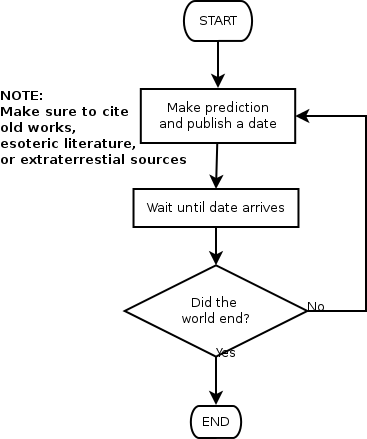 START
NOTE:
Make sure to cite
old works,
esoteric literature,
or extraterrestial sources
Make prediction
and publish a date
Wait until date arrives
Did the
world end?
No
Yes
END